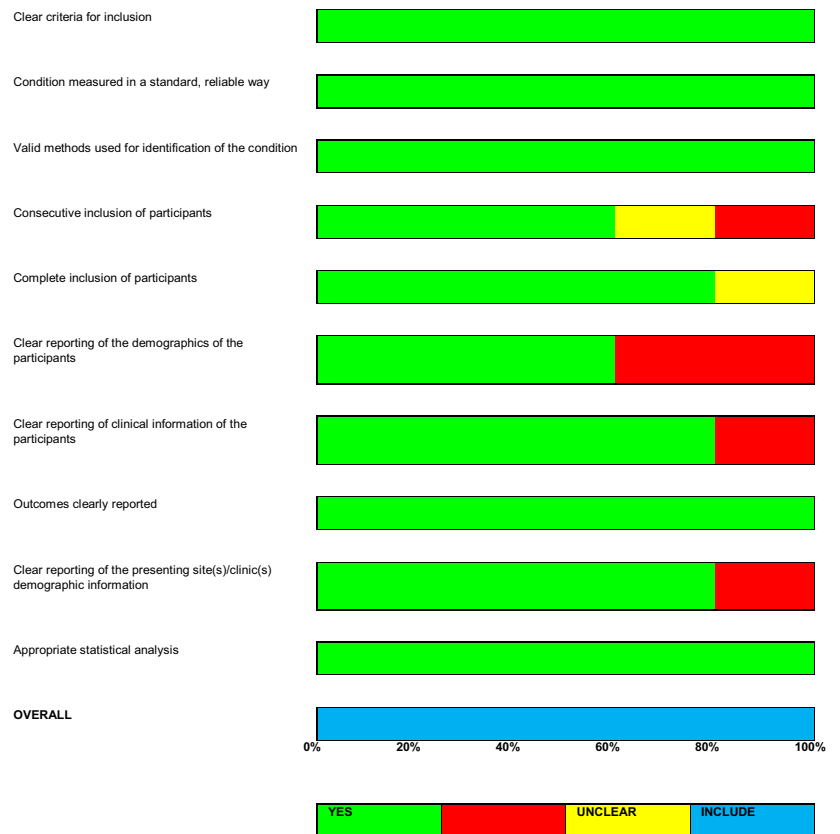 Clear criteria for inclusion
Condition measured in a standard, reliable way
Valid methods used for identification of the condition
Consecutive inclusion of participants
Complete inclusion of participants
Clear reporting of the demographics of the
participants
Clear reporting of clinical information of the
participants
Outcomes clearly reported
Clear reporting of the presenting site(s)/clinic(s)
demographic information
Appropriate statistical analysis
OVERALL
0% 20% 40% 60% 80% 100%
YES UNCLEAR INCLUDE